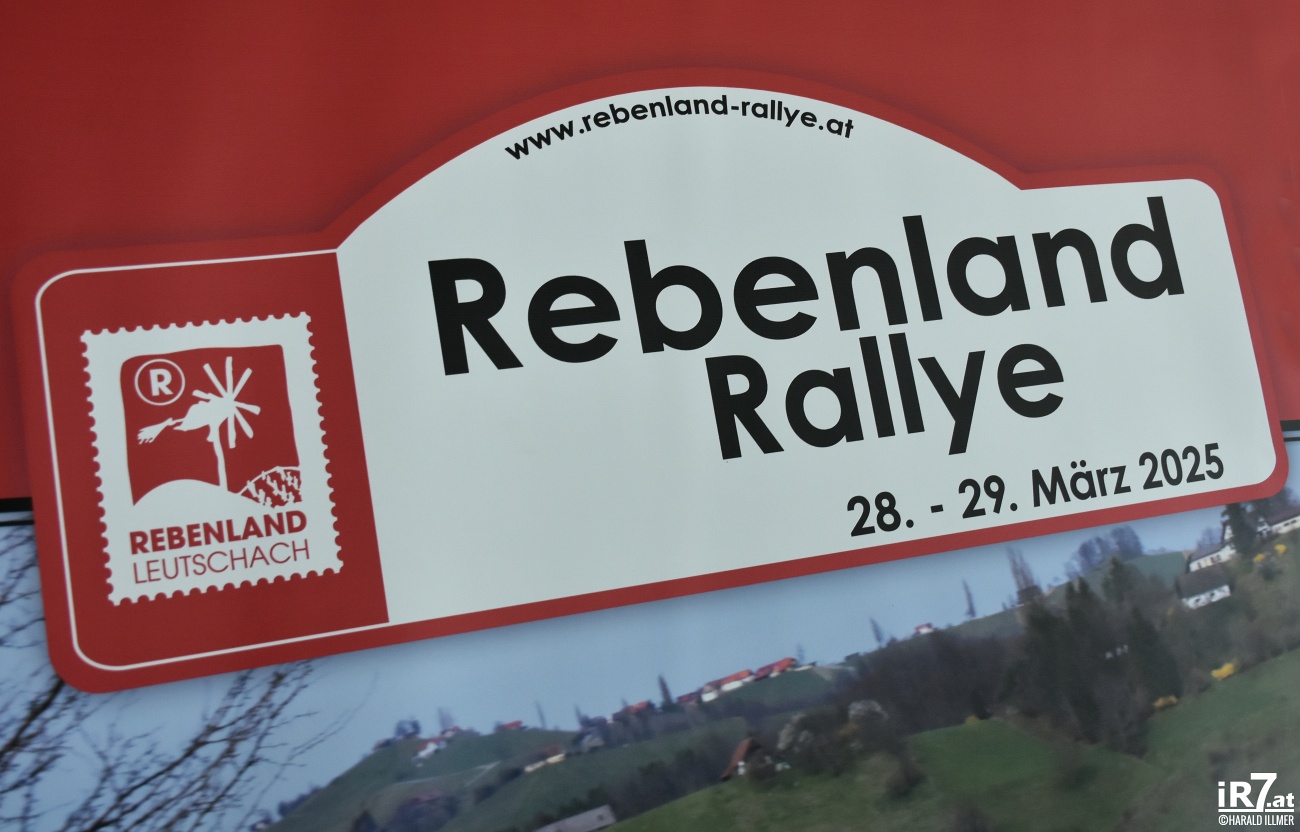 www.rebenland-rallye.at
Rebenland
Rallye
28. - 29. März 2025
®
REBENLAND
LEUTSCHACH
iR7.at
©HARALD ILLMER